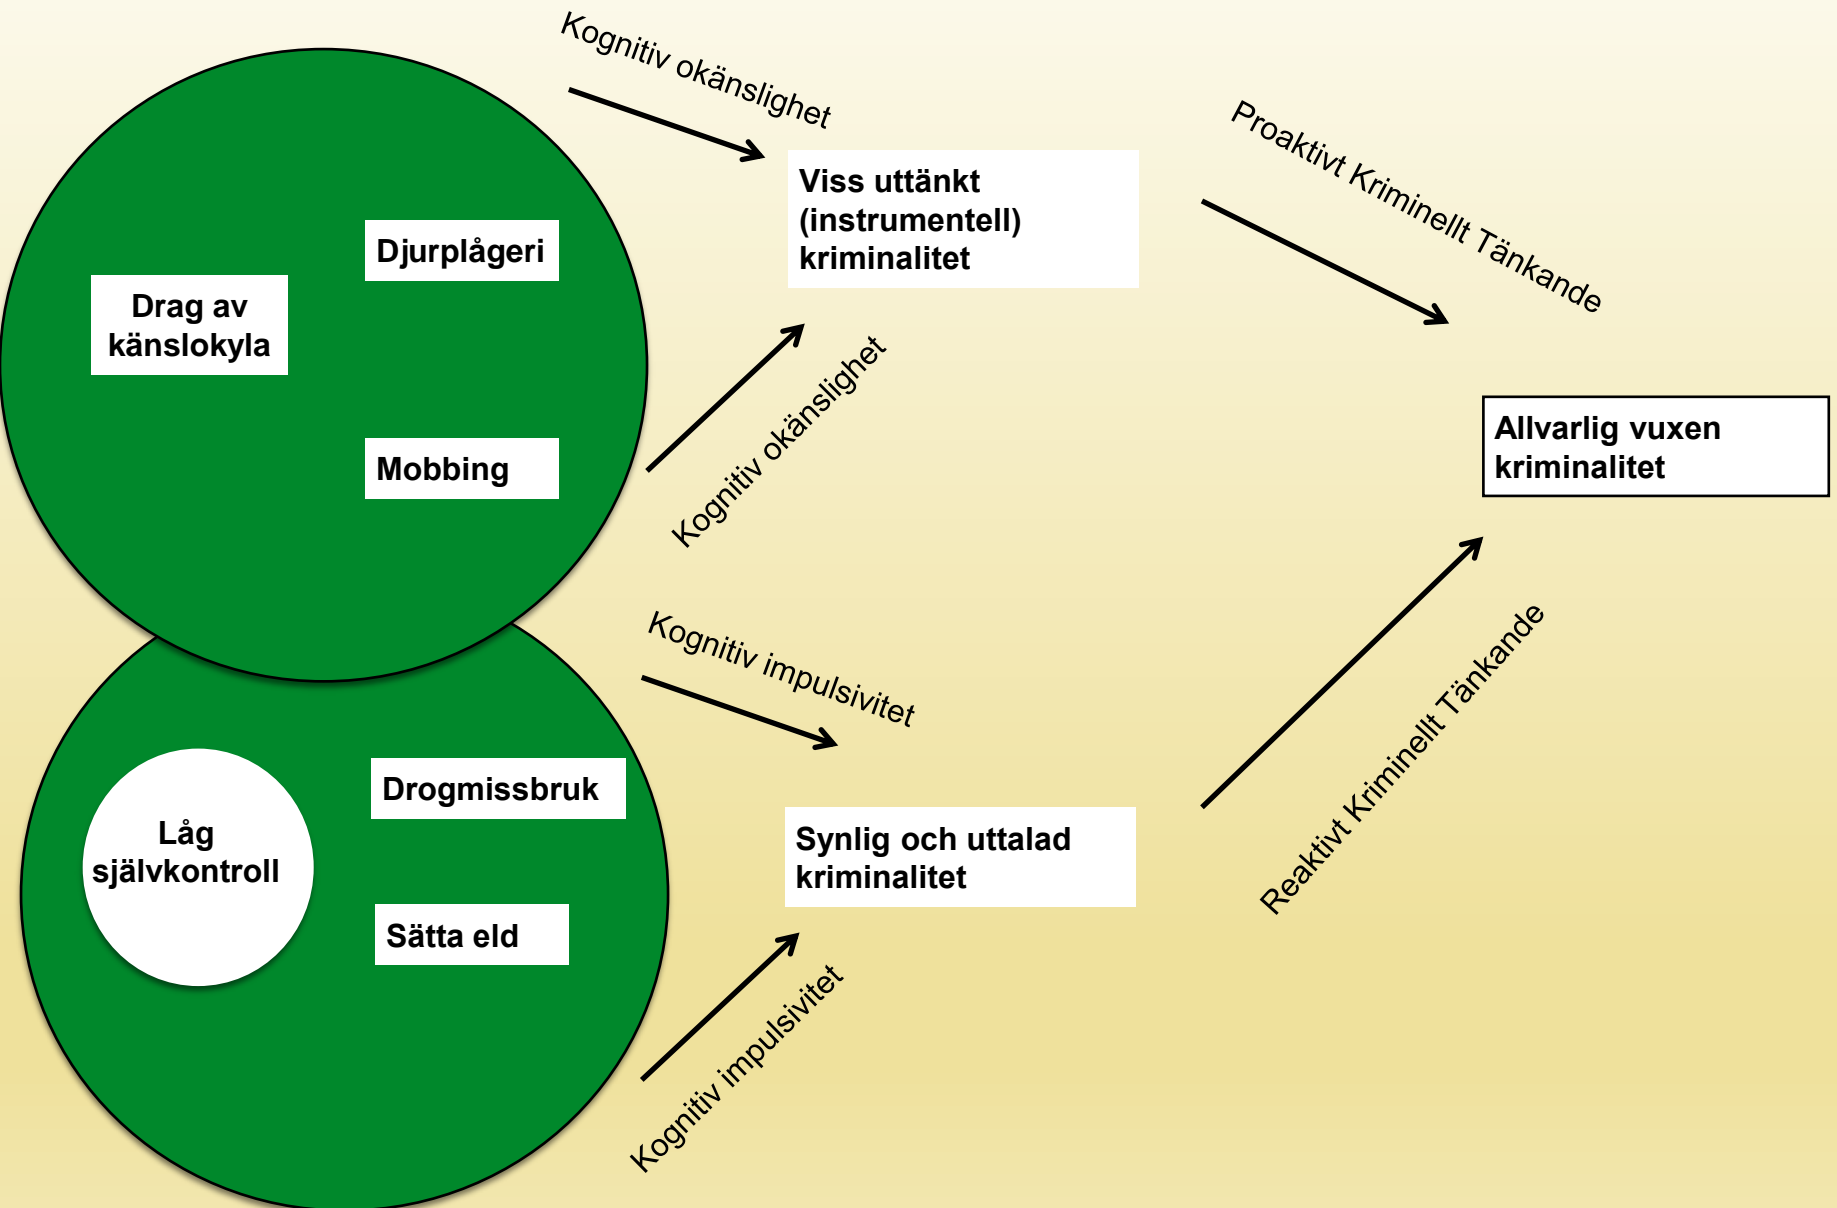 Kognitiv okänslighet
Proaktivt Kriminellt Tänkande
Viss uttänkt
(instrumentell)
kriminalitet
Djurplågeri
Drag av
känslokyla
Mobbing
Kognitiv okänslighet
Allvarlig vuxen
kriminalitet
Kognitiv impulsivitet
Drogmissbruk
Låg
självkontroll
Synlig och uttalad
kriminalitet
Reaktivt Kriminellt Tänkande
Sätta eld
Kognitiv impulsivitet